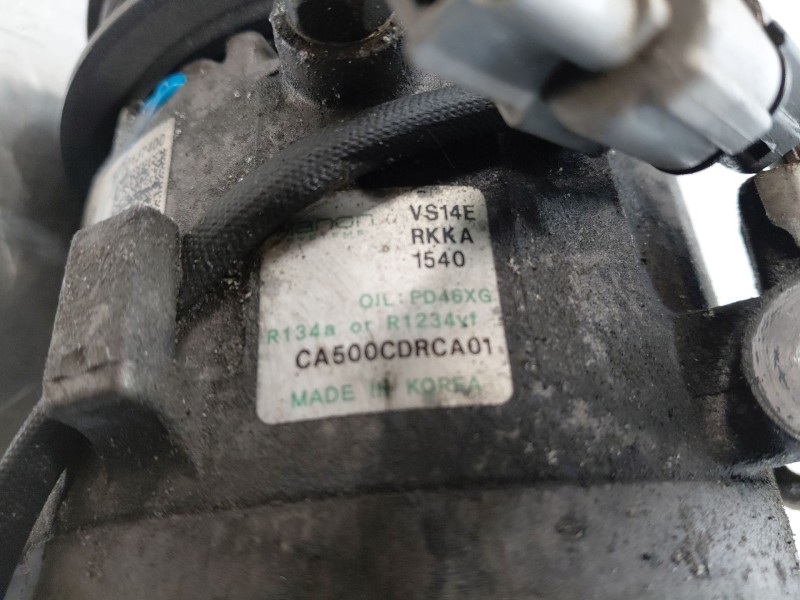 VS14E
RKKA
1540
OIL: PD46XG
R134a or R1234yf
CA500CDRCA01
MADE IN KOREA